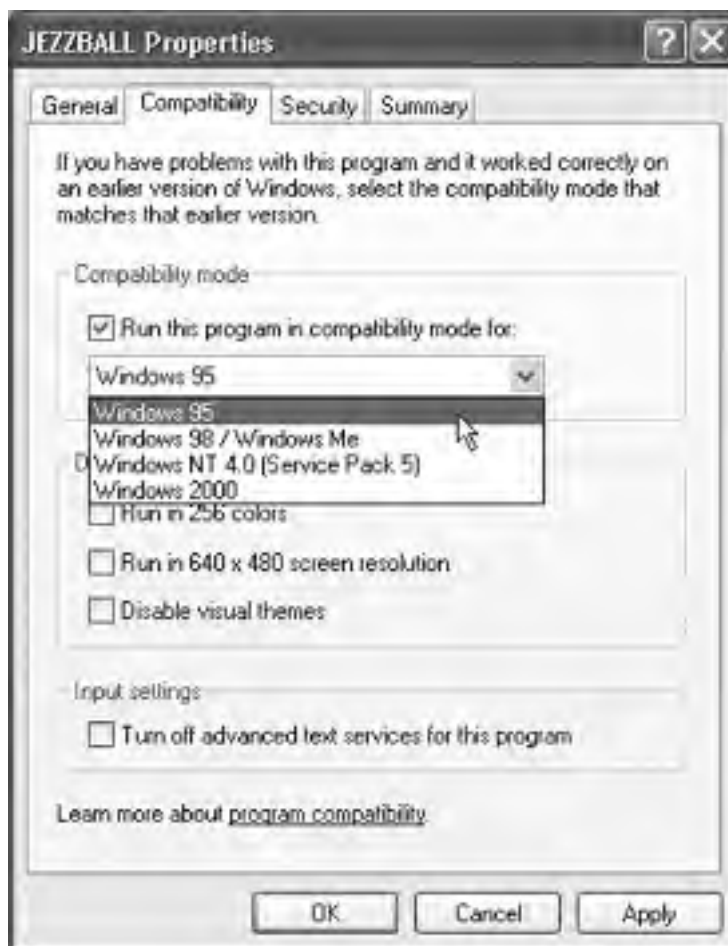 JEZZBALL Properties
General Compatibility Security Summary
If you have problems with this program and it worked correctly on
an earlier version of Windows, select the compatibility mode that
matches that earlier version.
Compatibility mode
Run this program in compatibility mode for:
Windows 95
Windows 95
Windows 98 / Windows Me
D
Windows NT 4.0 (Service Pack 5)
Windows 2000
Run in 256 colors
Run in 640 x 480 screen resolution
Disable visual themes
Input settings
Turn off advanced text services for this program
Learn more about program compatibility.
OK Cancel Apply